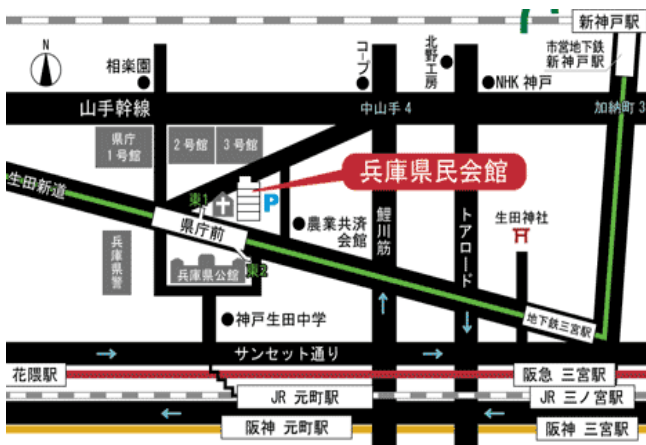 新神戸駅
N
相楽園
コープ
北野工房
市営地下鉄
新神戸駅
NHK 神戸
山手幹線
中山手 4
加納町 3
県庁
1号館
2号館
3号館
兵庫県民会館
生田新道
東1
P
県庁前
農業共済
会館
鯉川筋
トアロード
生田神社
兵庫県警
兵庫県公館
東2
神戸生田中学
地下鉄三宮駅
サンセット通り
花隈駅
阪急 三宮駅
JR 元町駅
JR 三ノ宮駅
阪神 元町駅
阪神 三宮駅